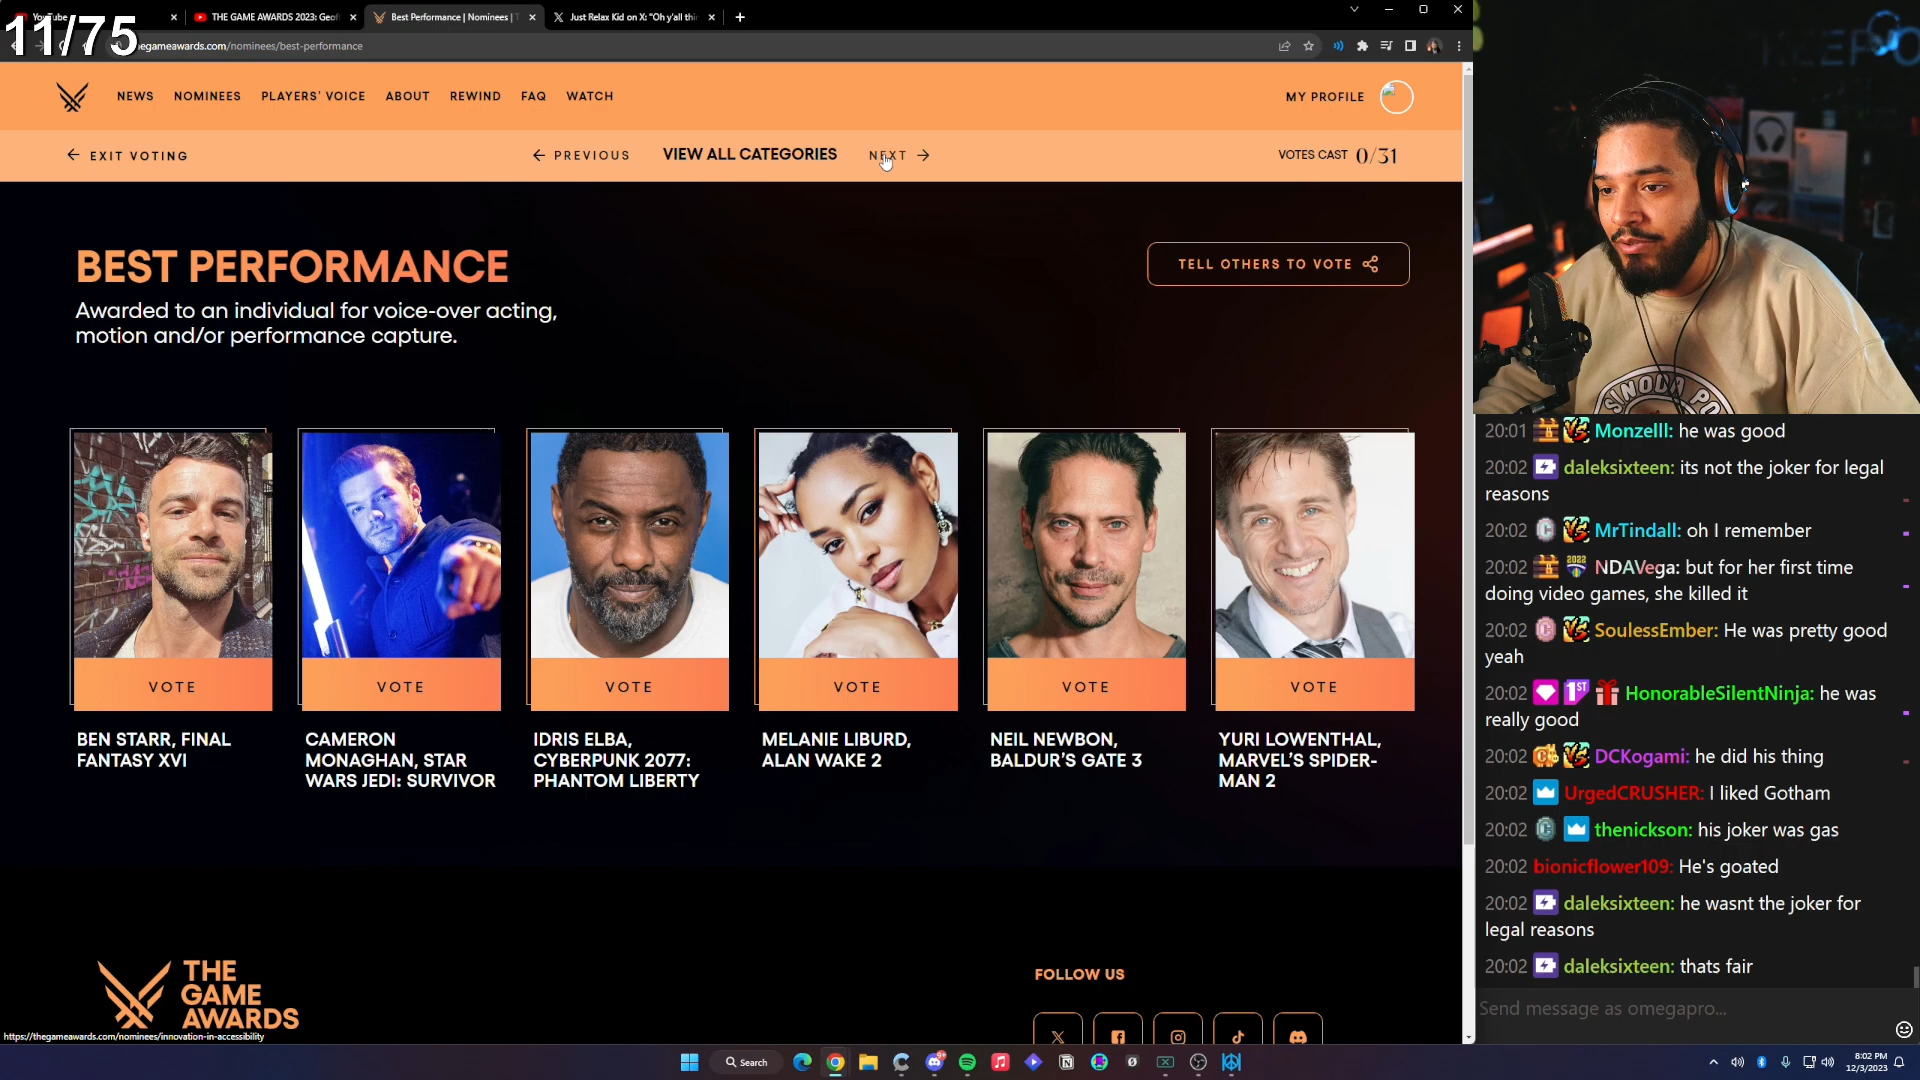 11/75
YouTube
THE GAME AWARDS 2023: Geof
Best Performance | Nominees | T
Just Relax Kid on X: "Oh y'all thi
egameawards.com/nominees/best-performance
NEWS
NOMINEES
PLAYERS' VOICE
ABOUT
REWIND
FAQ
WATCH
MY PROFILE
EXIT VOTING
PREVIOUS
VIEW ALL CATEGORIES
NEXT
VOTES CAST 0/31
BEST PERFORMANCE
Awarded to an individual for voice-over acting,
motion and/or performance capture.
TELL OTHERS TO VOTE
VOTE
VOTE
VOTE
VOTE
VOTE
VOTE
BEN STARR, FINAL
FANTASY XVI
CAMERON
MONAGHAN, STAR
WARS JEDI: SURVIVOR
IDRIS ELBA,
CYBERPUNK 2077:
PHANTOM LIBERTY
MELANIE LIBURD,
ALAN WAKE 2
NEIL NEWBON,
BALDUR'S GATE 3
YURI LOWENTHAL,
MARVEL'S SPIDER-
MAN 2
THE
GAME
AWARDS
FOLLOW US
https://thegameawards.com/nominees/innovation-in-accessibility
20:01 Monzelll: he was good
20:02 daleksixteen: its not the joker for legal
reasons
20:02 MrTindall: oh I remember
20:02 2022 NDAVega: but for her first time
doing video games, she killed it
20:02 SoulessEmber: He was pretty good
yeah
20:02 1ST HonorableSilentNinja: he was
really good
20:02 DCKogami: he did his thing
20:02 UrgedCRUSHER: I liked Gotham
20:02 thenickson: his joker was gas
20:02 bionicflower109: He's goated
20:02 daleksixteen: he wasnt the joker for
legal reasons
20:02 daleksixteen: thats fair
Send message as omegapro...
Search
8:02 PM
12/3/2023